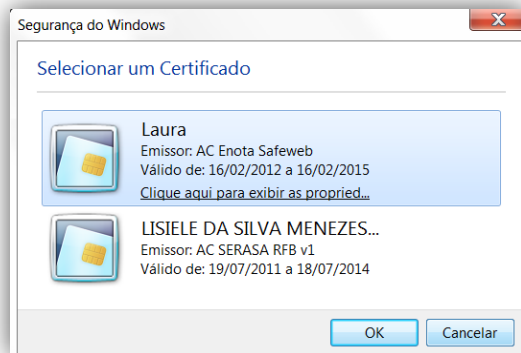 Segurança do Windows
Selecionar um Certificado
Laura
Emissor: AC Enota Safeweb
Válido de: 16/02/2012 a 16/02/2015
Clique aqui para exibir as propried...
LISIELE DA SILVA MENEZES...
Emissor: AC SERASA RFB v1
Válido de: 19/07/2011 a 18/07/2014
OK
Cancelar